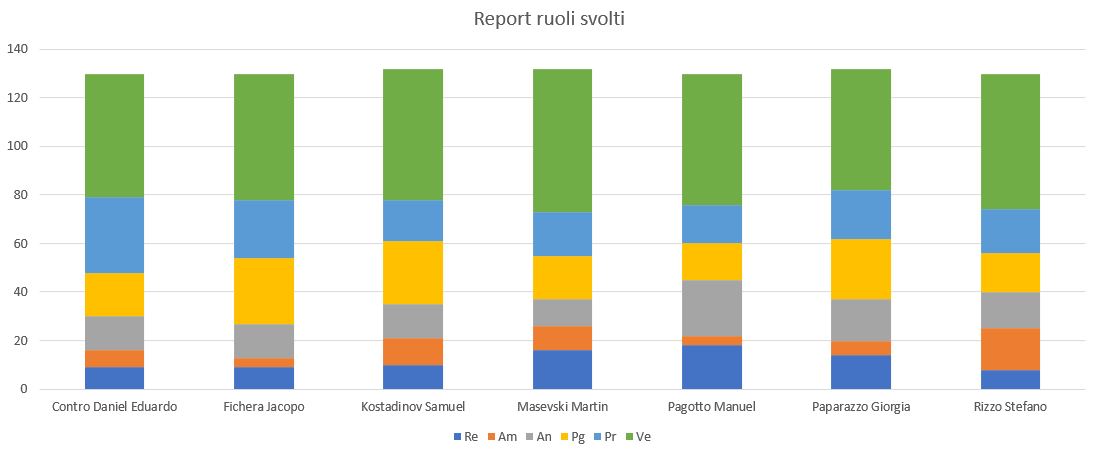 Report ruoli svolti
140
120
100
80
60
40
20
0
Contro Daniel Eduardo Fichera Jacopo Kostadinov Samuel Masevski Martin Pagotto Manuel Paparazzo Giorgia Rizzo Stefano
Re Am An Pg Pr Ve